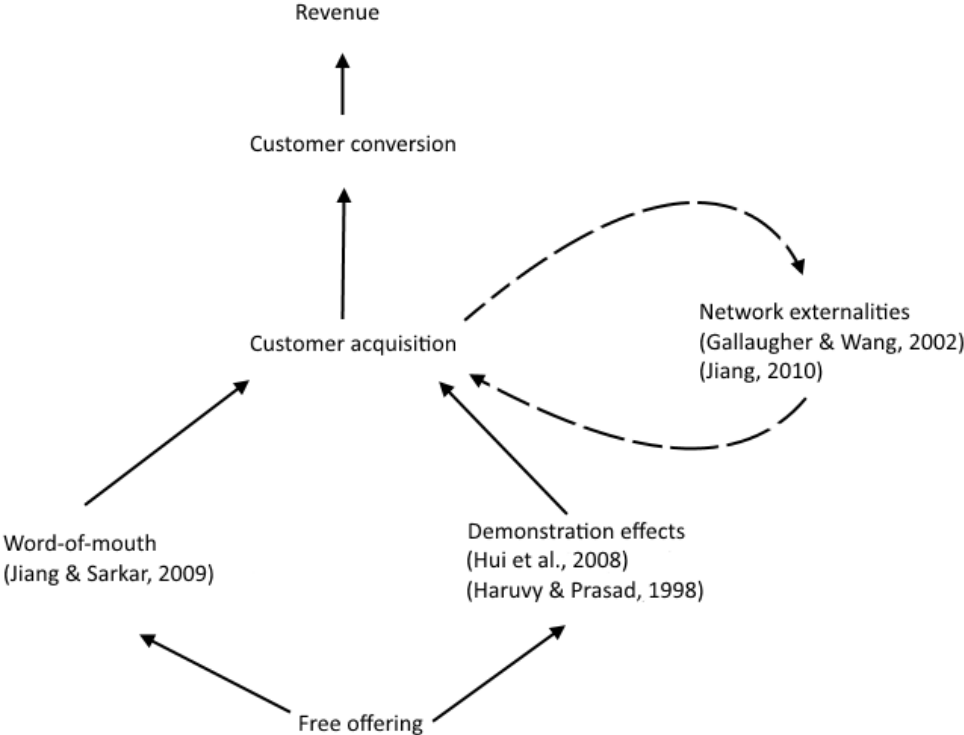 Revenue
Customer conversion
Network externalities
(Gallaugher & Wang, 2002)
(Jiang, 2010)
Customer acquisition
Word-of-mouth
(Jiang & Sarkar, 2009)
Demonstration effects
(Hui et al., 2008)
(Haruvy & Prasad, 1998)
Free offering